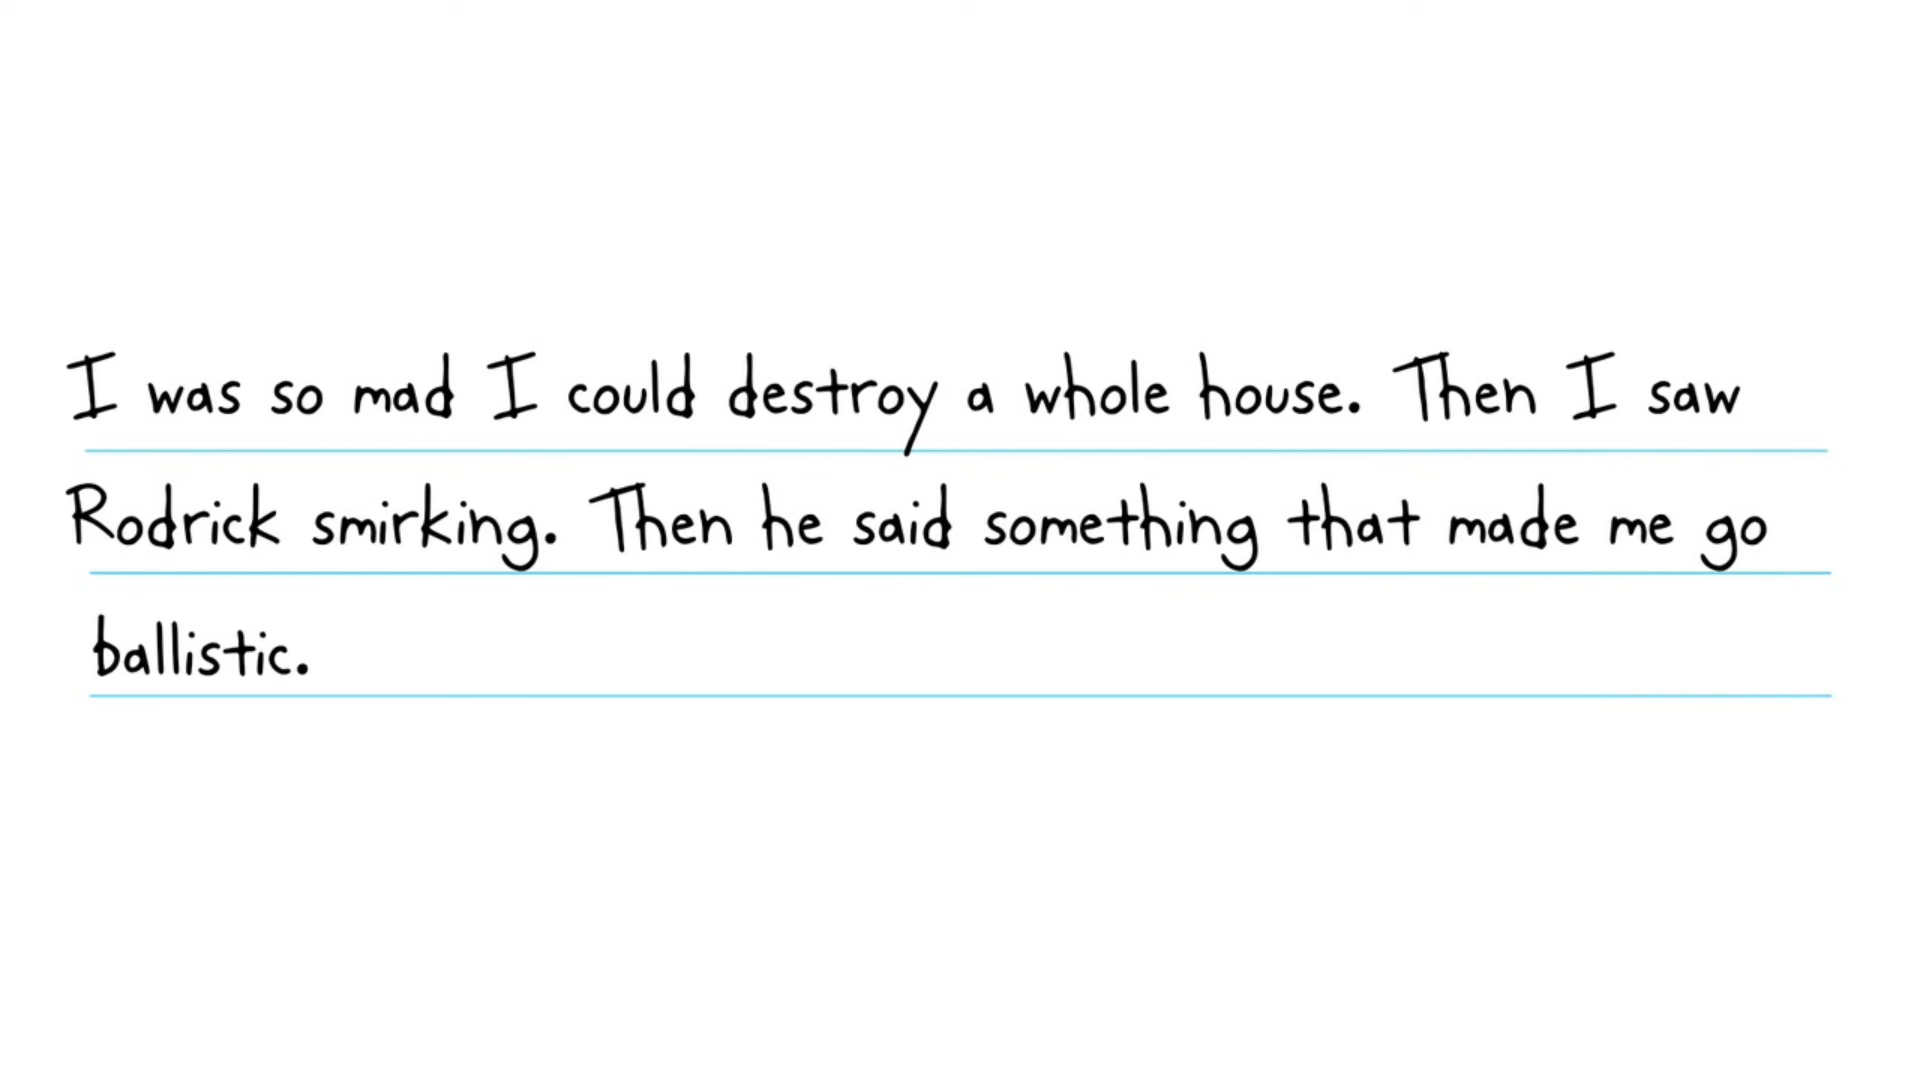 I was so mad I could destroy a whole house. Then I saw
Rodrick smirking. Then he said something that made me go
ballistic.